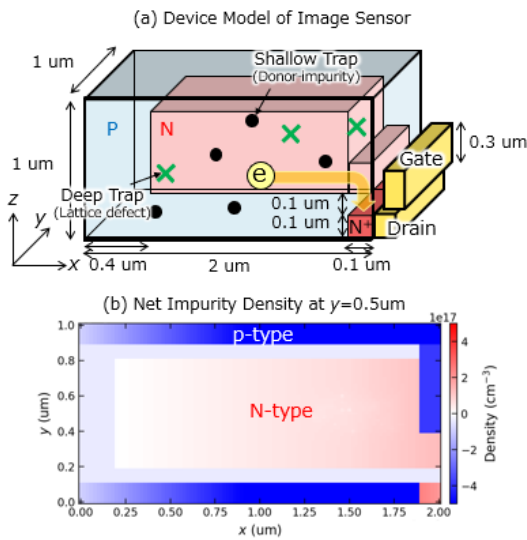 (a) Device Model of Image Sensor
1 um
Shallow Trap
(Donor-impurity)
P
N
1 um
0.3 um
e
Gate
Deep Trap
(Lattice defect)
0.1 um
0.1 um
N+
Drain
z
y
x
0.4 um
2 um
0.1 um
(b) Net Impurity Density at y=0.5um
1e17
p-type
N-type
1.0
0.8
0.6
0.4
0.2
0.0
y (um)
0.00
0.25
0.50
0.75
1.00
1.25
1.50
1.75
2.00
x (um)
4
2
0
−2
−4
Density (cm⁻³)